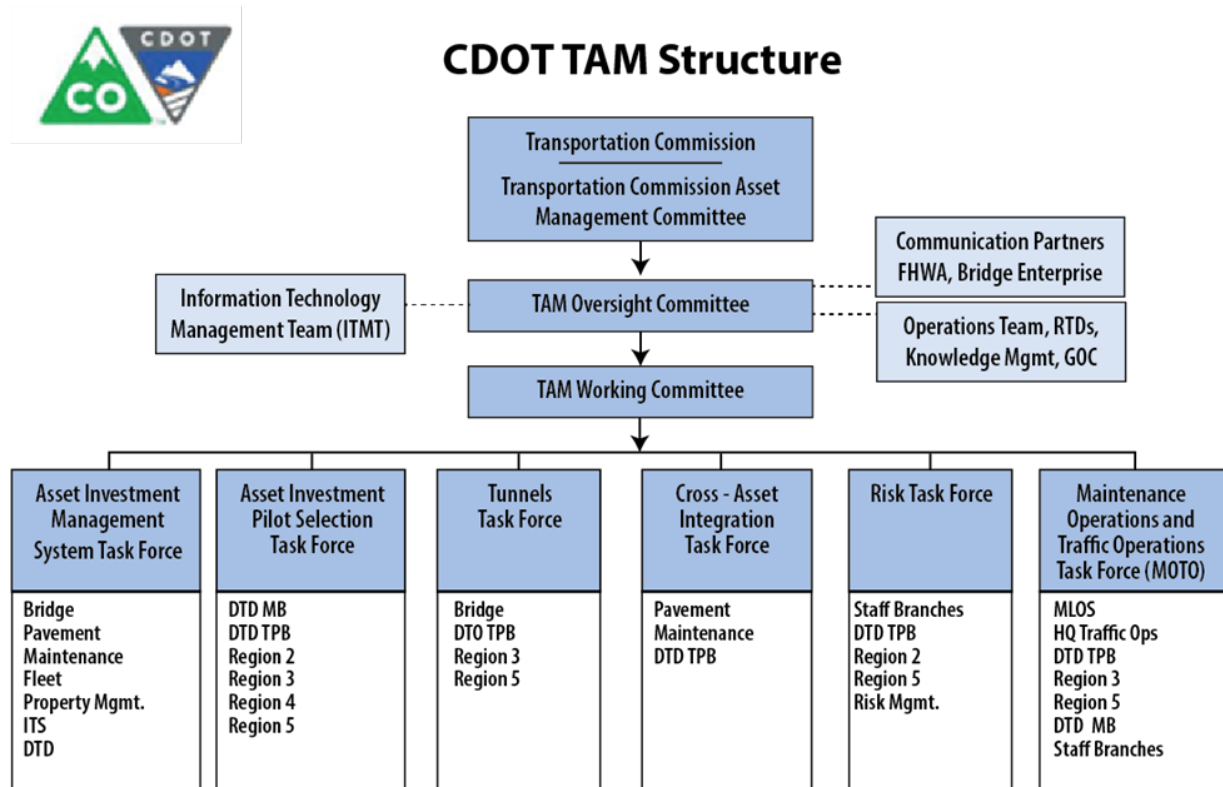 CO
CDOT
CDOT TAM Structure
Transportation Commission
Transportation Commission Asset
Management Committee
Communication Partners
FHWA, Bridge Enterprise
Information Technology
Management Team (ITMT)
TAM Oversight Committee
Operations Team, RTDs,
Knowledge Mgmt, GOC
TAM Working Committee
Asset Investment
Management
System Task Force
Bridge
Pavement
Maintenance
Fleet
Property Mgmt.
ITS
DTD
Asset Investment
Pilot Selection
Task Force
DTD MB
DTD TPB
Region 2
Region 3
Region 4
Region 5
Tunnels
Task Force
Bridge
DTO TPB
Region 3
Region 5
Cross - Asset
Integration
Task Force
Pavement
Maintenance
DTD TPB
Risk Task Force
Staff Branches
DTD TPB
Region 2
Region 5
Risk Mgmt.
Maintenance
Operations and
Traffic Operations
Task Force (MOTO)
MLOS
HQ Traffic Ops
DTD TPB
Region 3
Region 5
DTD MB
Staff Branches